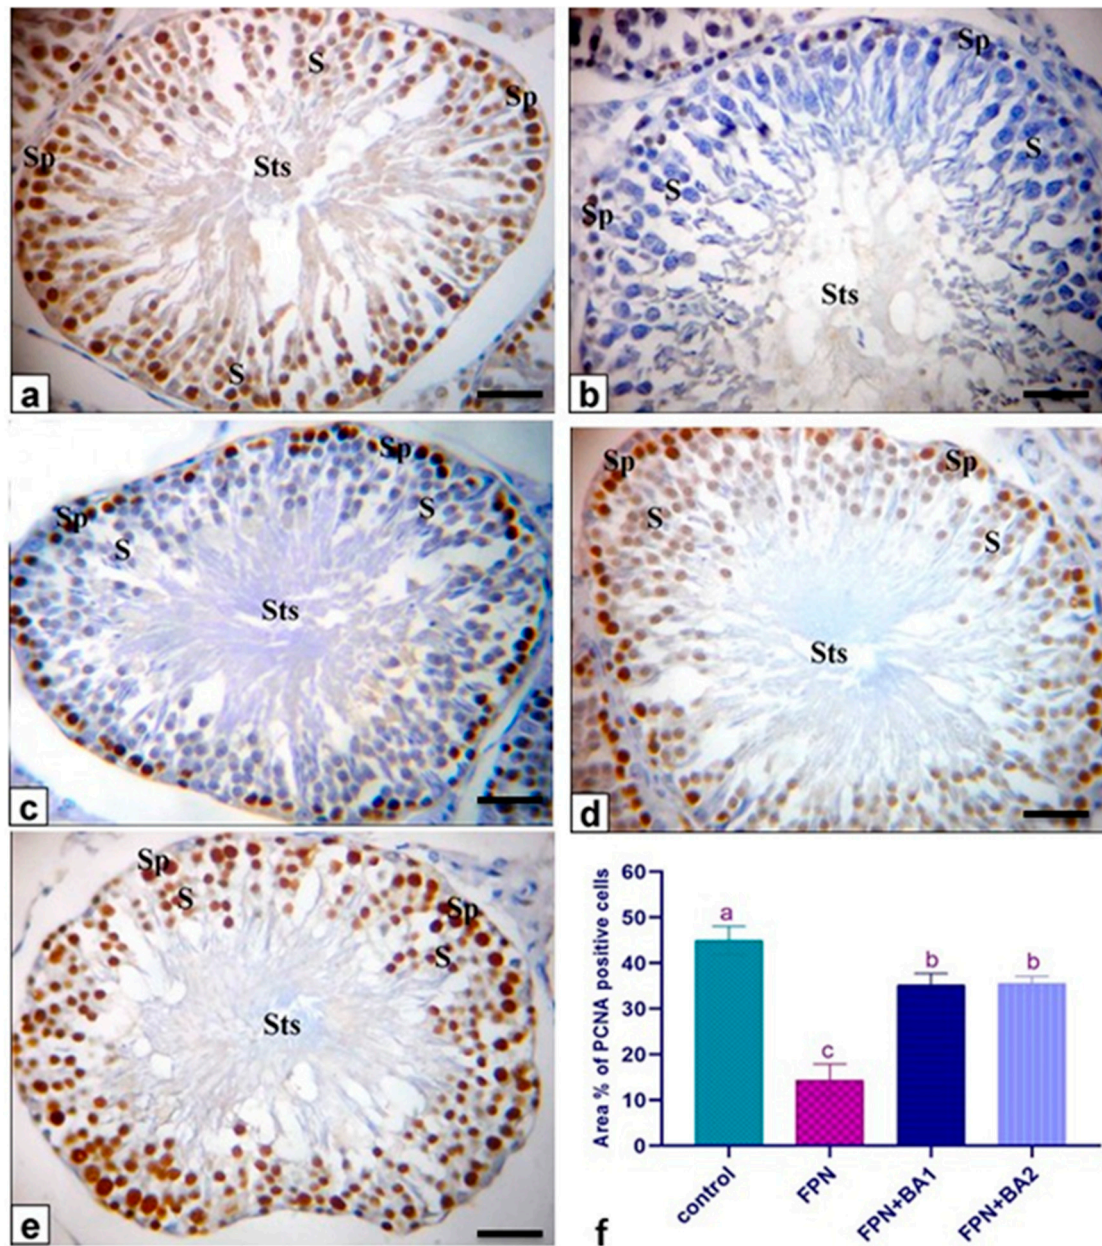 S
Sp
Sp
Sts
S
a
Sp
S
S
Sp
Sts
b
Sp
Sp
S
S
Sts
c
Sp
Sp
S
S
Sts
d
Sp
S
Sp
S
Sts
e
Area % of PCNA positive cells
60
50
40
30
20
10
0
a
c
b
b
control
FPN
FPN+BA1
FPN+BA2
f